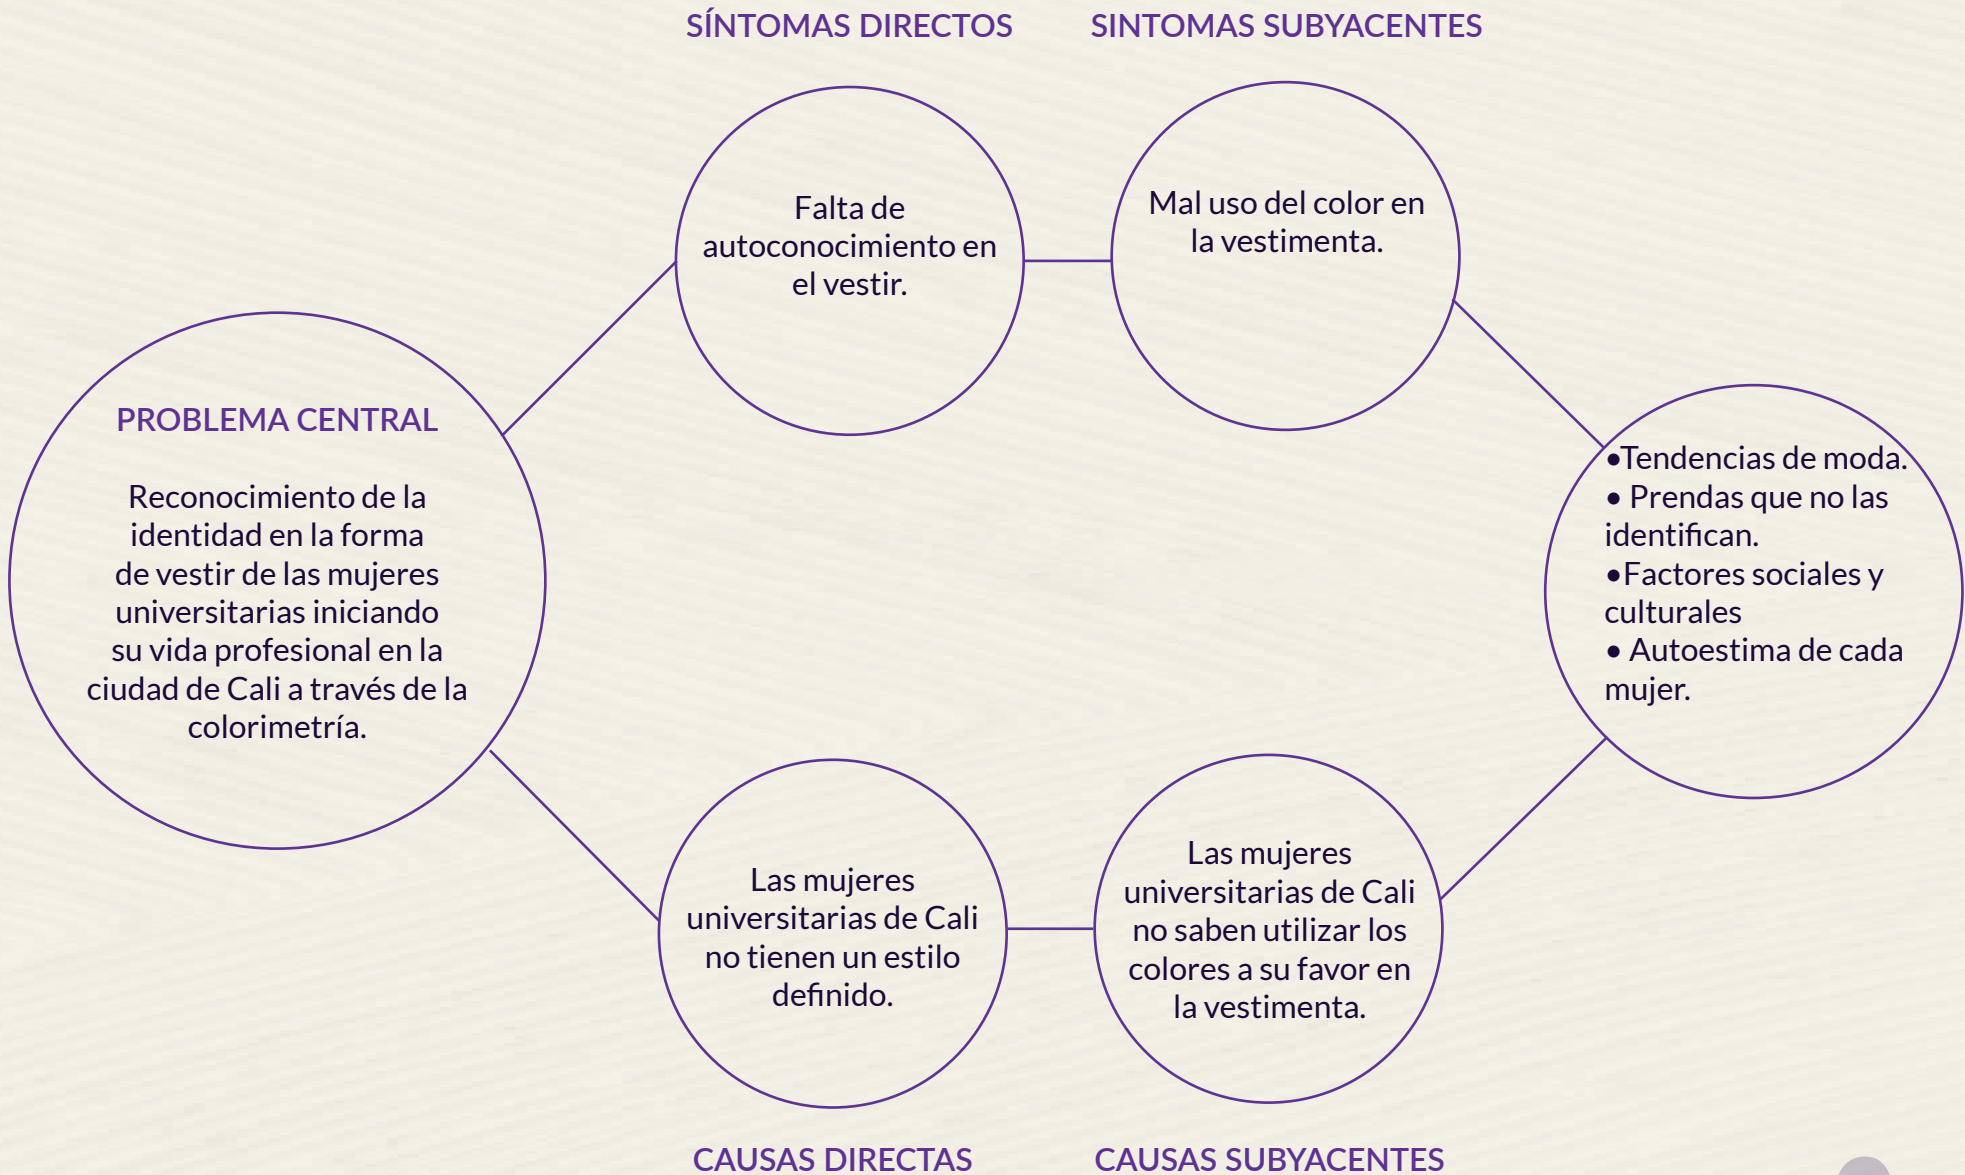 SÍNTOMAS DIRECTOS
SINTOMAS SUBYACENTES
Falta de
autoconocimiento en
el vestir.
Mal uso del color en
la vestimenta.
PROBLEMA CENTRAL
Reconocimiento de la
identidad en la forma
de vestir de las mujeres
universitarias iniciando
su vida profesional en la
ciudad de Cali a través de la
colorimetría.
•Tendencias de moda.
• Prendas que no las
identifican.
•Factores sociales y
culturales
• Autoestima de cada
mujer.
Las mujeres
universitarias de Cali
no tienen un estilo
definido.
Las mujeres
universitarias de Cali
no saben utilizar los
colores a su favor en
la vestimenta.
CAUSAS DIRECTAS
CAUSAS SUBYACENTES